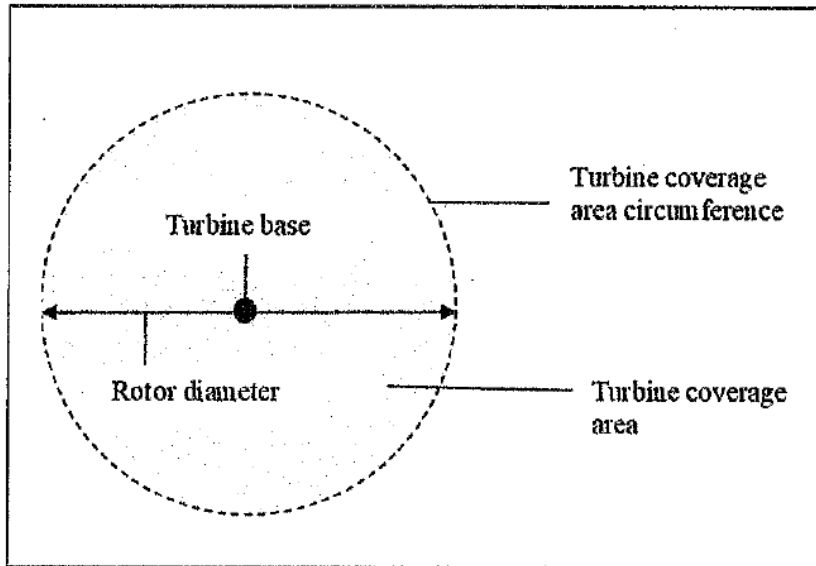 Turbine coverage
area circumference
Turbine base
Rotor diameter
Turbine coverage
area